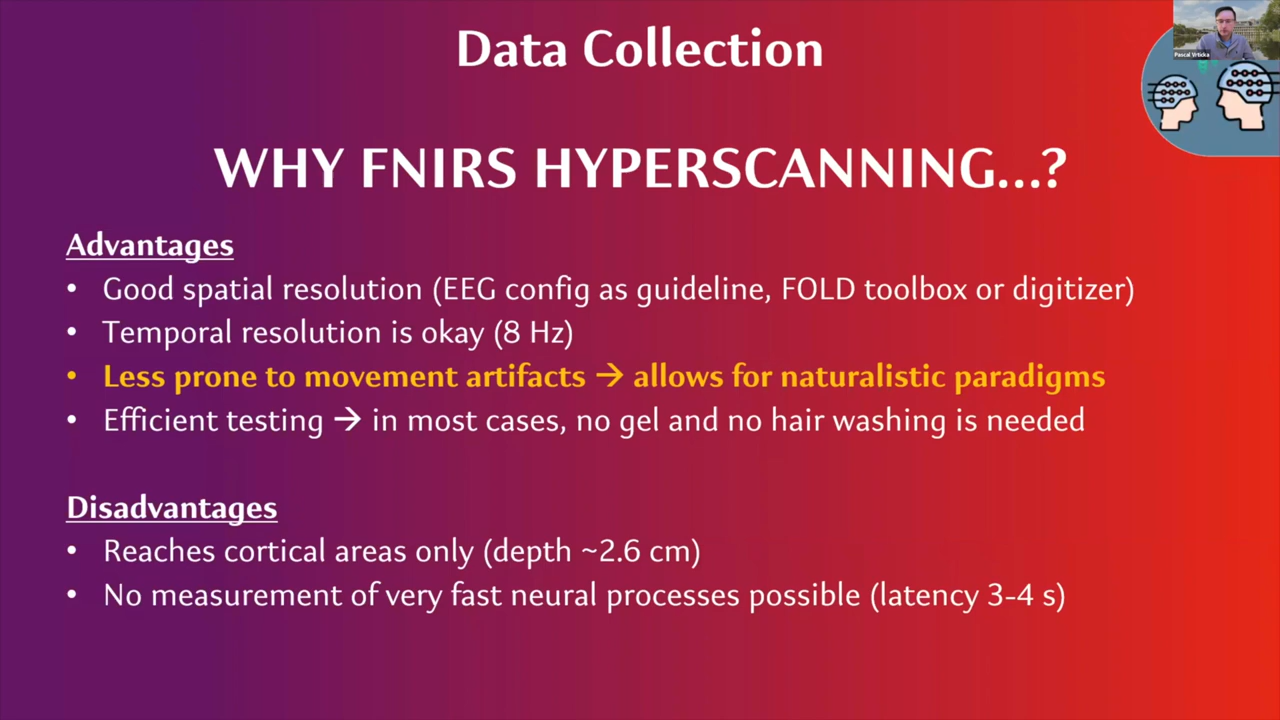 Data Collection
Pascal Vrticka
WHY FNIRS HYPERSCANNING...?
Advantages
• Good spatial resolution (EEG config as guideline, FOLD toolbox or digitizer)
• Temporal resolution is okay (8 Hz)
• Less prone to movement artifacts → allows for naturalistic paradigms
• Efficient testing → in most cases, no gel and no hair washing is needed
Disadvantages
• Reaches cortical areas only (depth ~2.6 cm)
• No measurement of very fast neural processes possible (latency 3-4 s)